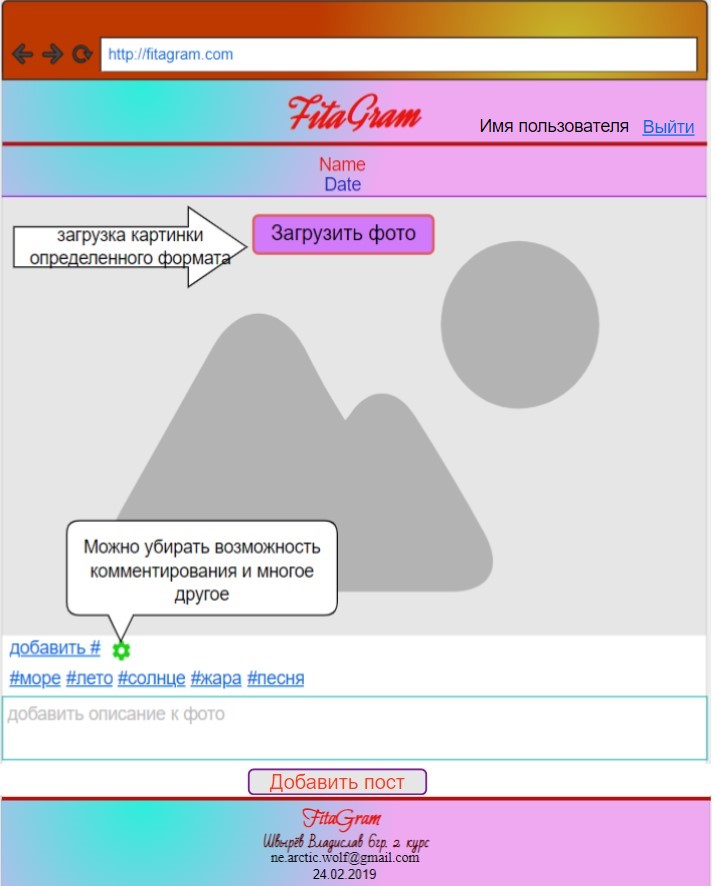 http://fitagram.com
FitaGram
Имя пользователя Выйти
Name
Date
загрузка картинки
определенного формата
Загрузить фото
Можно убирать возможность
комментирования и многое
другое
добавить #
#море #лето #солнце #жара #песня
добавить описание к фото
Добавить пост
FitaGram
Швырёв Владислав 6гр. 2 курс
ne.arctic.wolf@gmail.com
24.02.2019